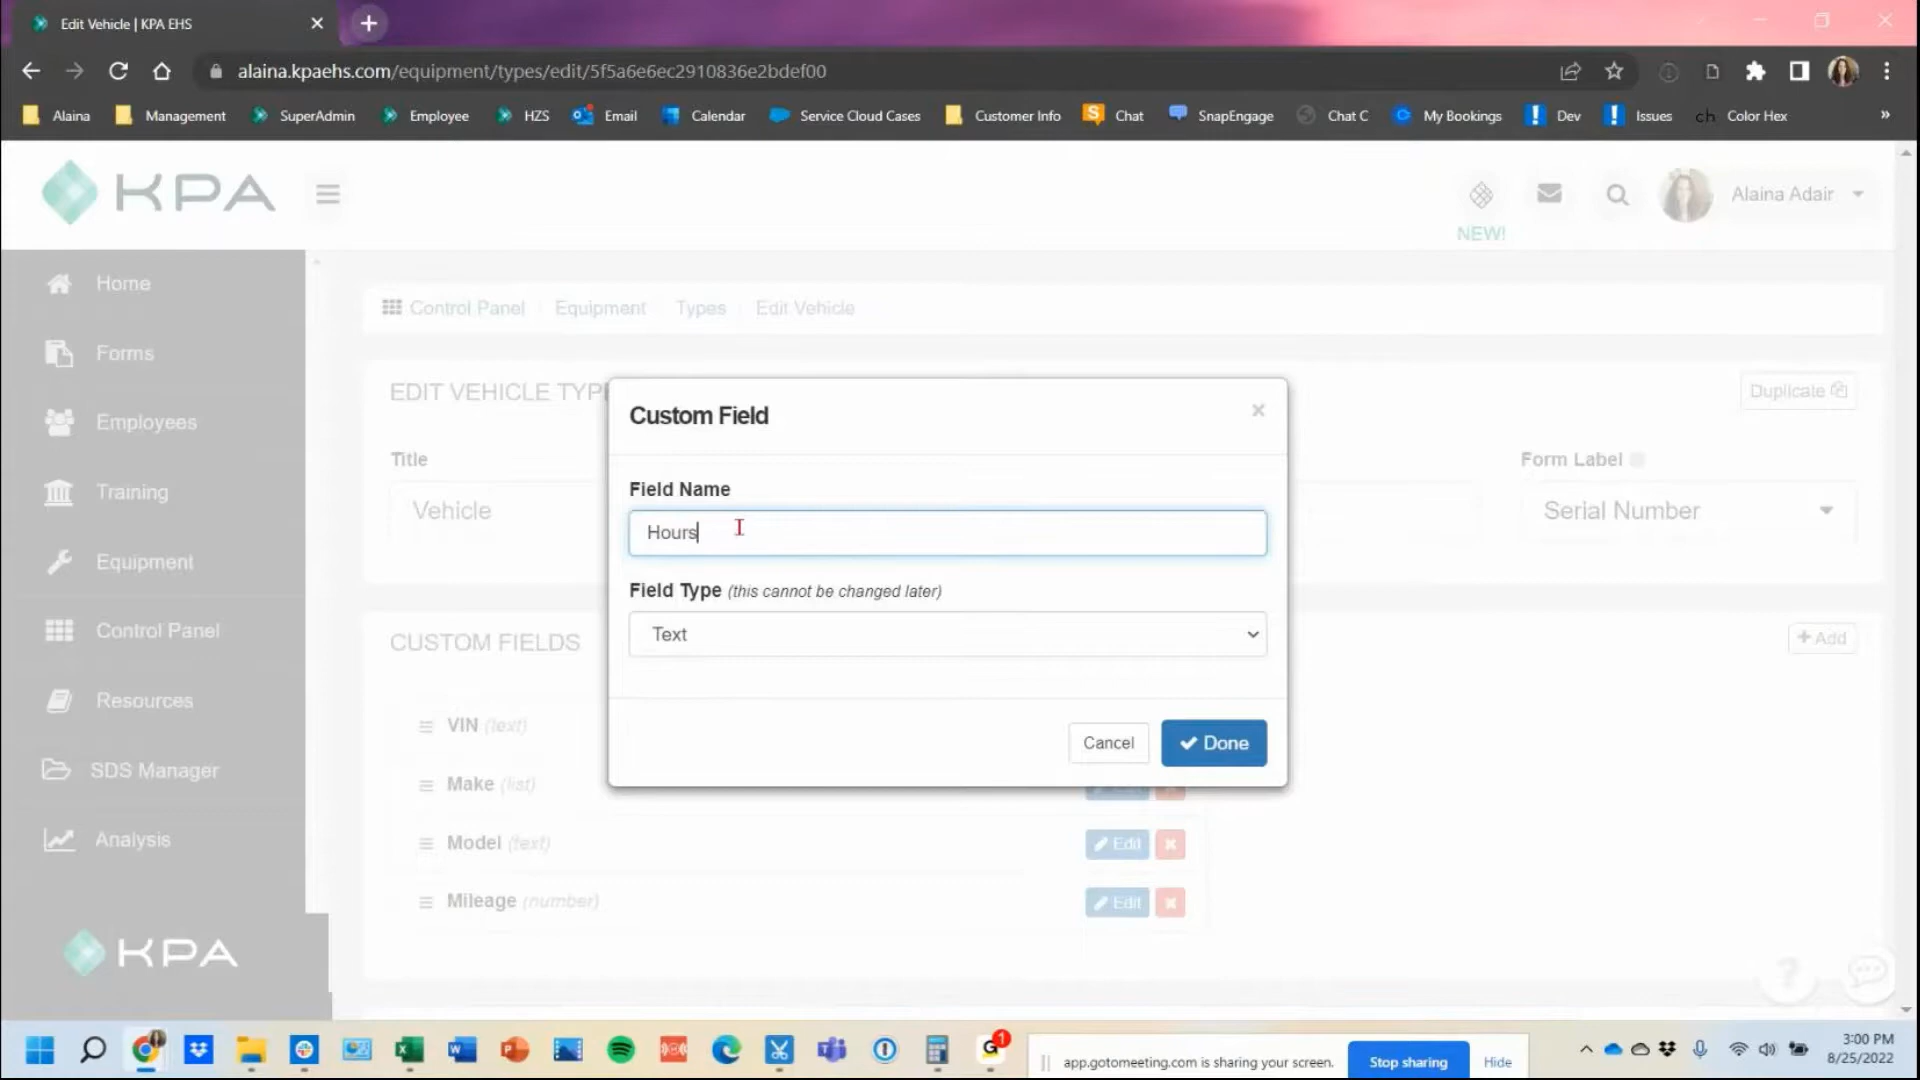 Edit Vehicle | KPA EHS
alaina.kpaehs.com/equipment/types/edit/5f5a6e6ec2910836e2bdef00
Alaina Management SuperAdmin Employee HZS Email Calendar Service Cloud Cases Customer Info Chat SnapEngage Chat C My Bookings Dev Issues ch Color Hex »
KPA
Alaina Adair
NEW!
Home
Forms
Employees
Training
Equipment
Control Panel
Resources
SDS Manager
Analysis
KPA
Control Panel Equipment Types Edit Vehicle
EDIT VEHICLE TYP
Duplicate
Title
Vehicle
Form Label
Serial Number
CUSTOM FIELDS
+ Add
VIN (text)
Make (list)
Model (text)
Edit
Mileage (number)
Edit
Custom Field
×
Field Name
Hours
Field Type (this cannot be changed later)
Text
Cancel
Done
?
app.gotomeeting.com is sharing your screen.
Stop sharing
Hide
1
3:00 PM
8/25/2022